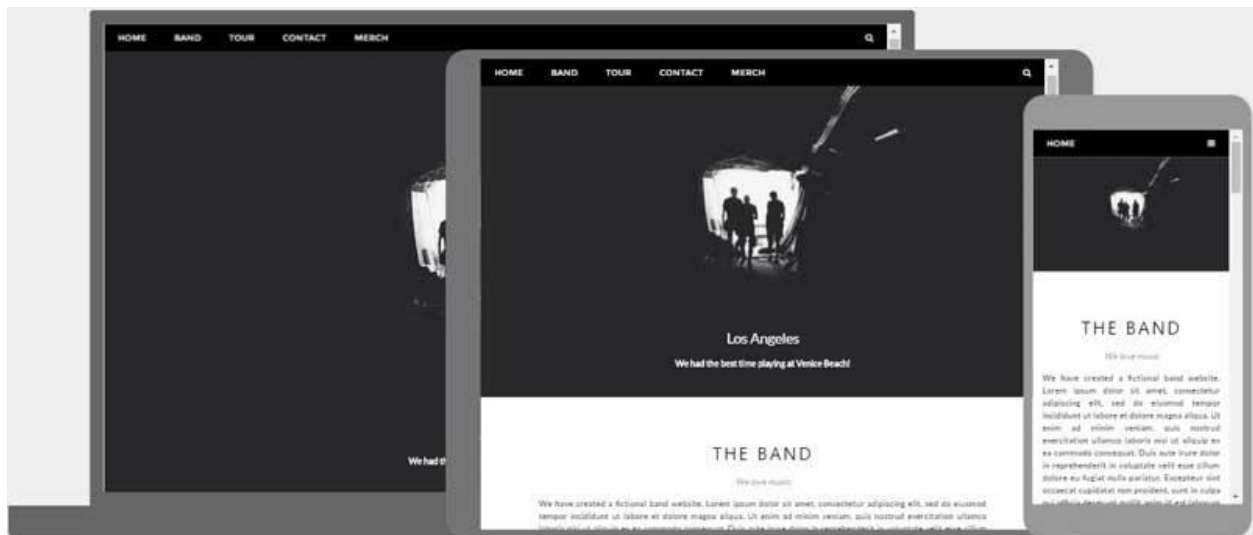 HOME BAND TOUR CONTACT MERCH
We had th
HOME BAND TOUR CONTACT MERCH
Los Angeles
We had the best time playing at Venice Beach!
THE BAND
We love music
We have created a fictional band website. Lorem ipsum dolor sit amet, consectetur adipiscing elit, sed do eiusmod
tempor incididunt ut labore et dolore magna aliqua. Ut enim ad minim veniam, quis nostrud exercitation ullamco
HOME
THE BAND
We love music
We have created a fictional band website.
Lorem ipsum dolor sit amet, consectetur
adipiscing elit, sed do eiusmod tempor
incididunt ut labore et dolore magna aliqua. Ut
enim ad minim veniam, quis nostrud
exercitation ullamco laboris nisi ut aliquip ex
ea commodo consequat. Duis aute irure dolor
in reprehenderit in voluptate velit esse cillum
dolore eu fugiat nulla pariatur. Excepteur sint
occaecat cupidatat non proident, sunt in culpa